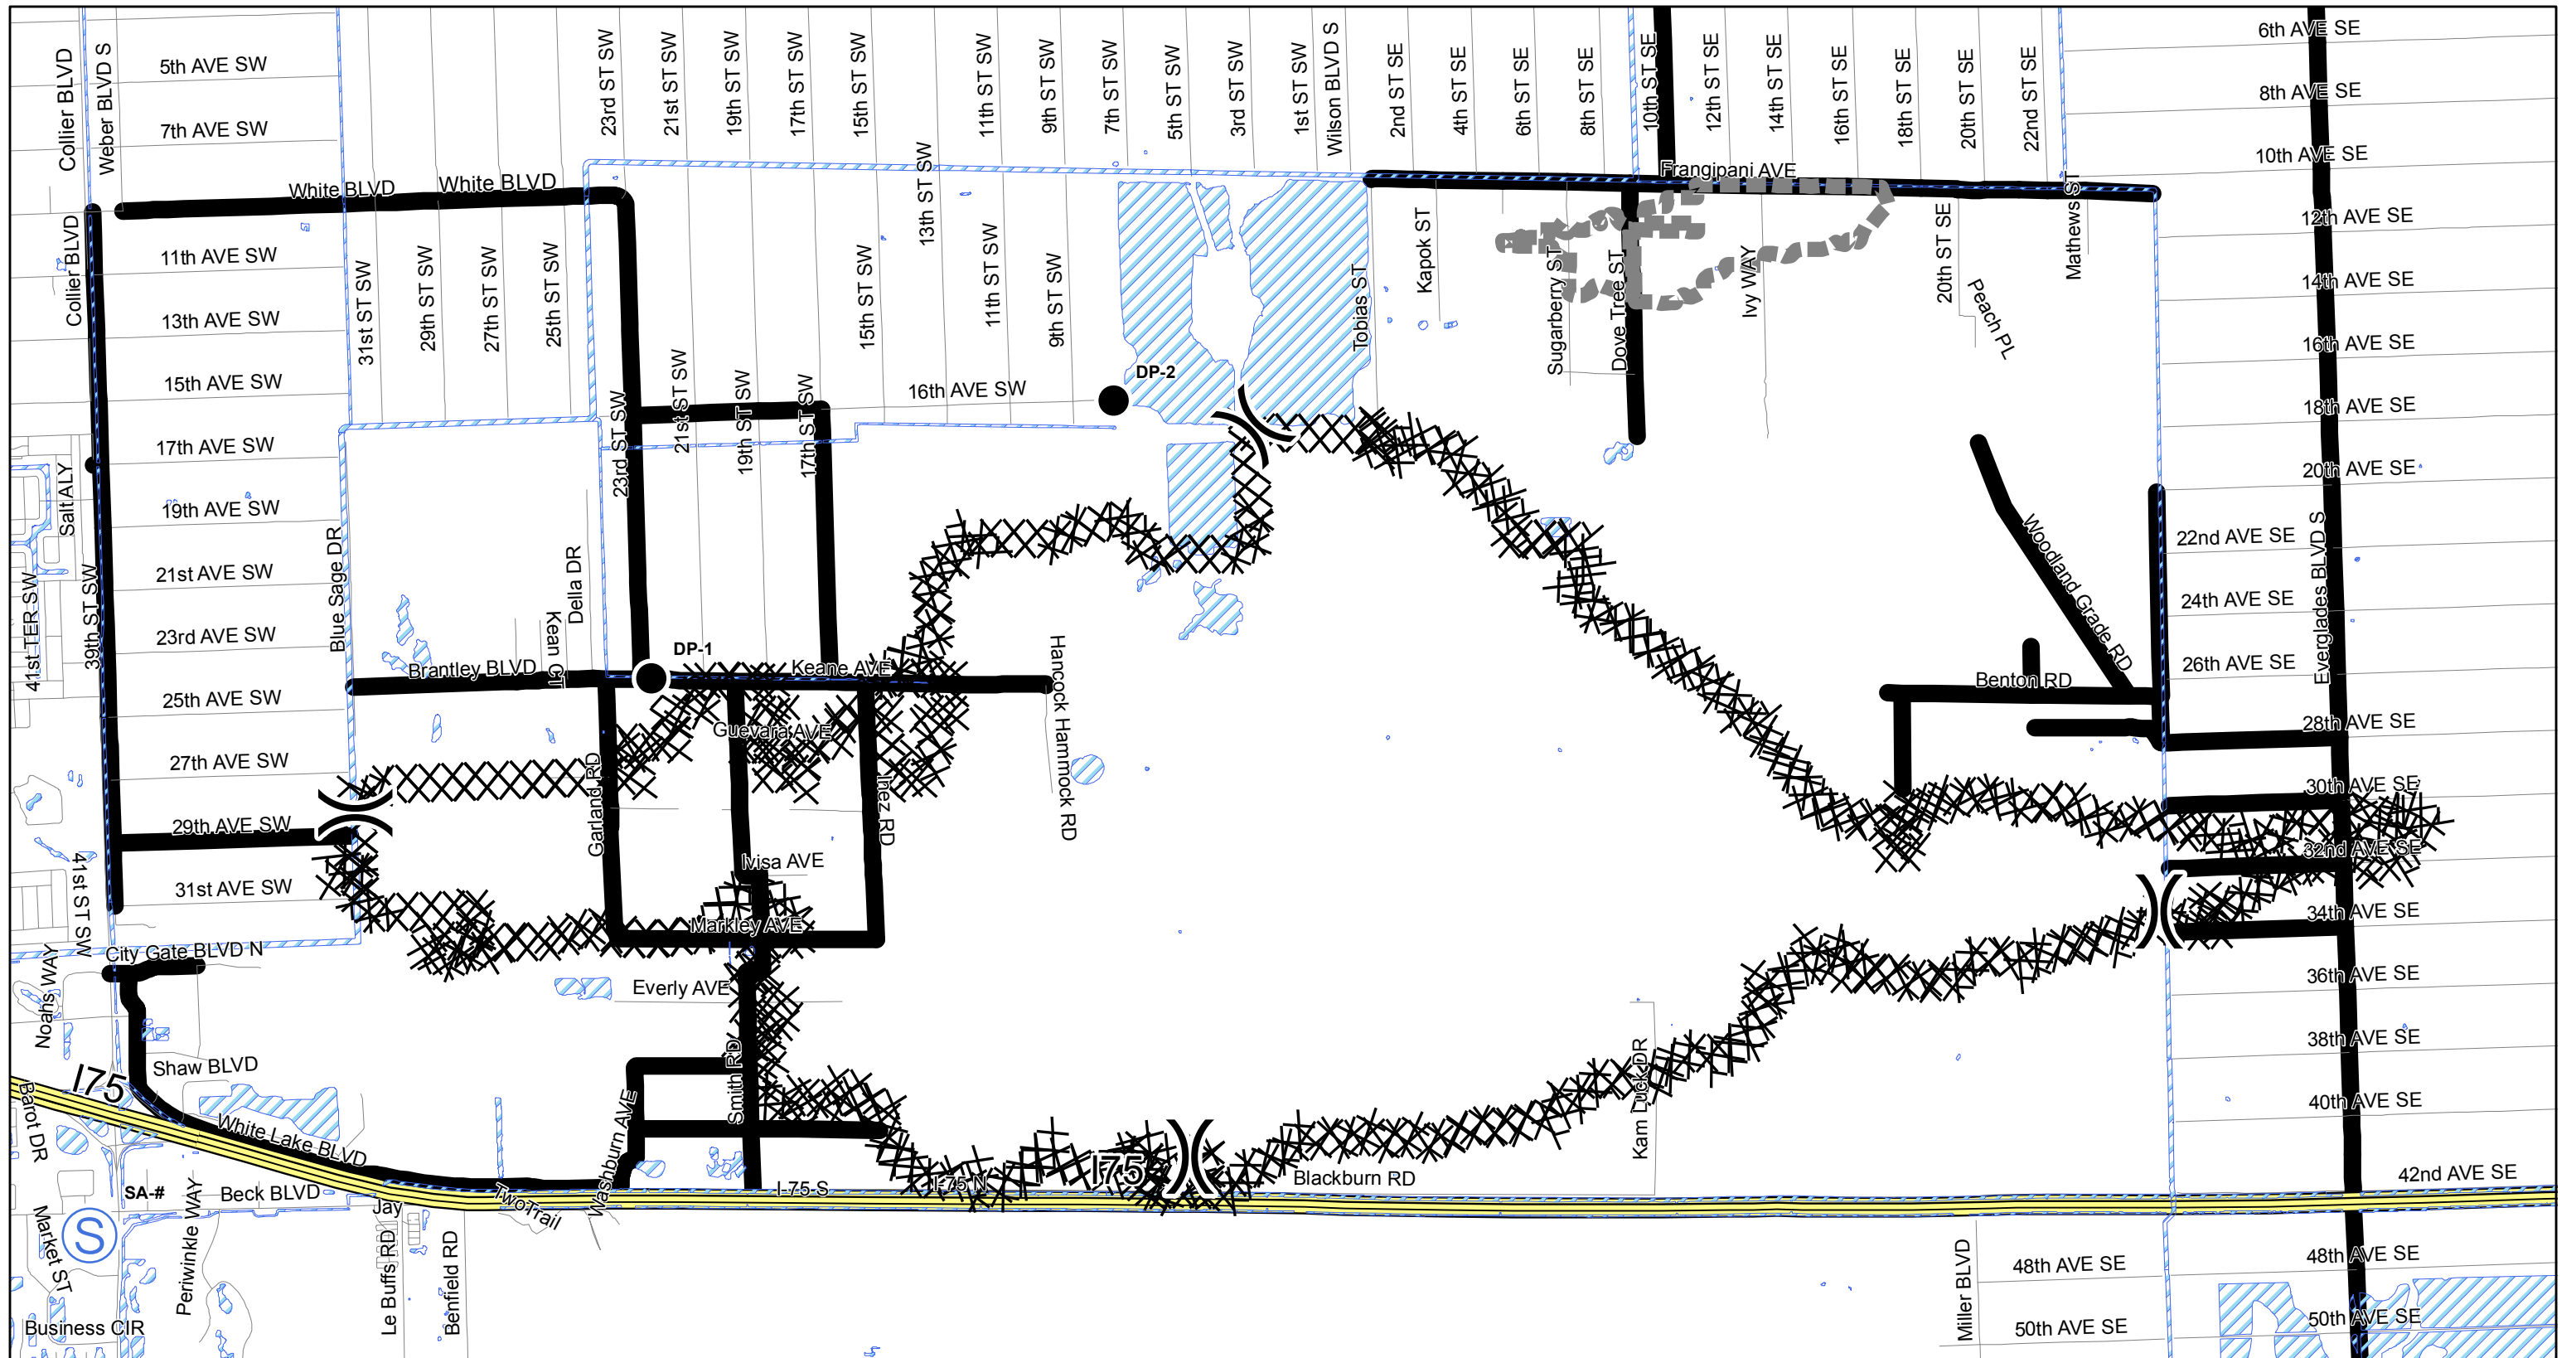 Collier BLVD
Weber BLVD S
5th AVE SW
7th AVE SW
23rd ST SW
21st ST SW
19th ST SW
17th ST SW
15th ST SW
13th ST SW
11th ST SW
9th ST SW
7th ST SW
5th ST SW
3rd ST SW
1st ST SW
Wilson BLVD S
2nd ST SE
4th ST SE
6th ST SE
8th ST SE
10th ST SE
12th ST SE
14th ST SE
16th ST SE
18th ST SE
20th ST SE
22nd ST SE
6th AVE SE
8th AVE SE
10th AVE SE
Frangipani AVE
White BLVD
White BLVD
Collier BLVD
11th AVE SW
13th AVE SW
15th AVE SW
17th AVE SW
19th AVE SW
21st AVE SW
23rd AVE SW
25th AVE SW
27th AVE SW
29th AVE SW
31st AVE SW
31st ST SW
29th ST SW
27th ST SW
25th ST SW
15th ST SW
11th ST SW
9th ST SW
Tobias ST
Kapok ST
Sugarberry ST
Dove Tree ST
Ivy WAY
20th ST SE
Peach PL
Mathews ST
12th AVE SE
14th AVE SE
16th AVE SE
18th AVE SE
20th AVE SE
22nd AVE SE
24th AVE SE
26th AVE SE
28th AVE SE
30th AVE SE
32nd AVE SE
34th AVE SE
36th AVE SE
38th AVE SE
40th AVE SE
42nd AVE SE
16th AVE SW
DP-2
23rd ST SW
21st ST SW
19th ST SW
17th ST SW
Salt ALY
41st TER SW
39th ST SW
Blue Sage DR
Kean CT
Della DR
DP-1
Brantley BLVD
Keane AVE
Guevara AVE
Hancock Hammock RD
Garland RD
Inez RD
Ivisa AVE
Markley AVE
Everly AVE
Woodland Grade RD
Benton RD
Everglades BLVD S
41st ST SW
City Gate BLVD N
Noahs WAY
Shaw BLVD
I75
Barot DR
White Lake BLVD
Washburn AVE
Smith RD
I75
I-75 S
I-75 N
Blackburn RD
Kam Luck DR
SA-#
Beck BLVD
Jay
TwoTrail
S
Market ST
Periwinkle WAY
Le Buffs RD
Benfield RD
Business CIR
Miller BLVD
48th AVE SE
48th AVE SE
50th AVE SE
50th AVE SE